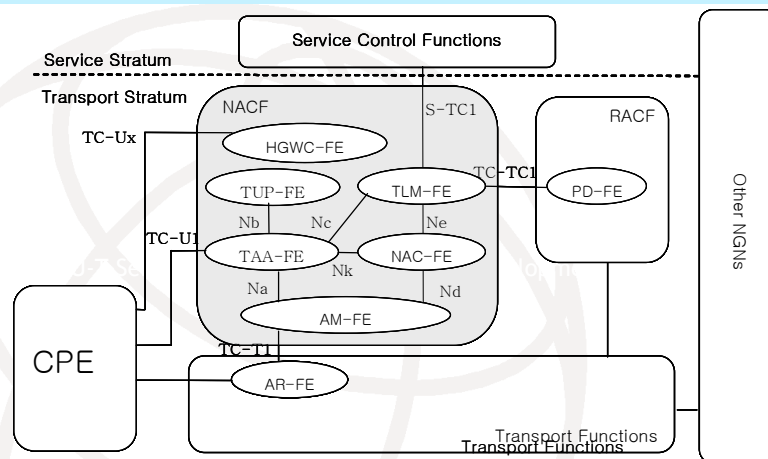 Service Control Functions
Service Stratum
Transport Stratum
NACF
S-TC1
RACF
TC-Ux
HGWC-FE
TC-TC1
TUP-FE
TLM-FE
PD-FE
Other NGNs
Nb
Nc
Ne
TC-U1
TAA-FE
NAC-FE
Nk
Na
Nd
AM-FE
TC-T1
CPE
AR-FE
Transport Functions
Transport Functions